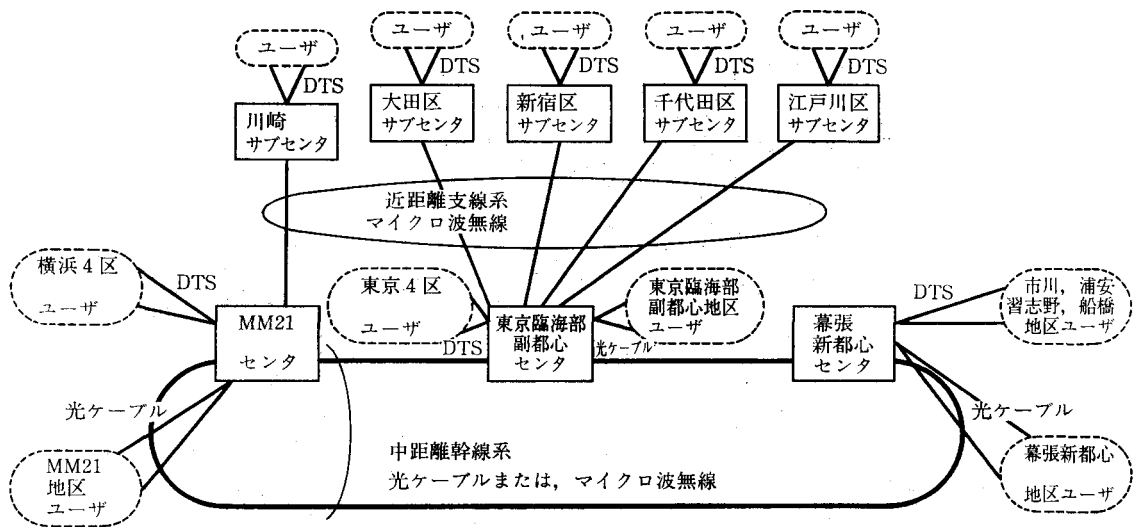 ユーザ
DTS
川崎
サブセンタ
ユーザ
DTS
大田区
サブセンタ
ユーザ
DTS
新宿区
サブセンタ
ユーザ
DTS
千代田区
サブセンタ
ユーザ
DTS
江戸川区
サブセンタ
近距離支線系
マイクロ波無線
横浜4区
ユーザ
DTS
MM21
センタ
東京4区
ユーザ
DTS
東京臨海部
副都心
センタ
東京臨海部
副都心地区
ユーザ
光ケーブル
幕張
新都心
センタ
DTS
市川，浦安
習志野，船橋
地区ユーザ
光ケーブル
MM21
地区
ユーザ
中距離幹線系
光ケーブルまたは，マイクロ波無線
光ケーブル
幕張新都心
地区ユーザ